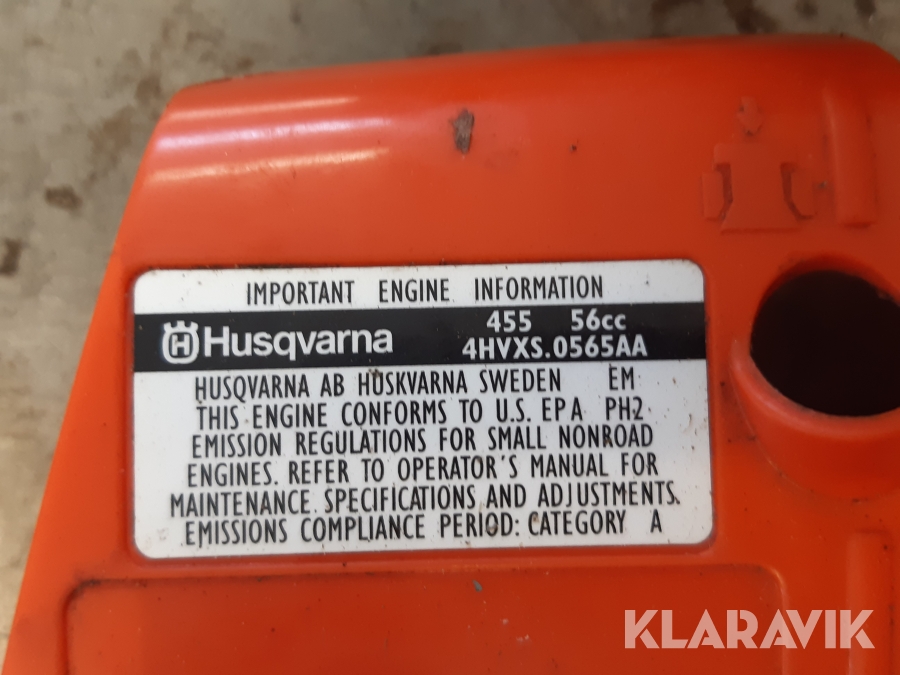 IMPORTANT ENGINE INFORMATION
H Husqvarna 455 56cc
4HVXS.0565AA
HUSQVARNA AB HUSKVARNA SWEDEN EM
THIS ENGINE CONFORMS TO U.S. EPA PH2
EMISSION REGULATIONS FOR SMALL NONROAD
ENGINES. REFER TO OPERATOR'S MANUAL FOR
MAINTENANCE SPECIFICATIONS AND ADJUSTMENTS.
EMISSIONS COMPLIANCE PERIOD: CATEGORY A
KLARAVIK